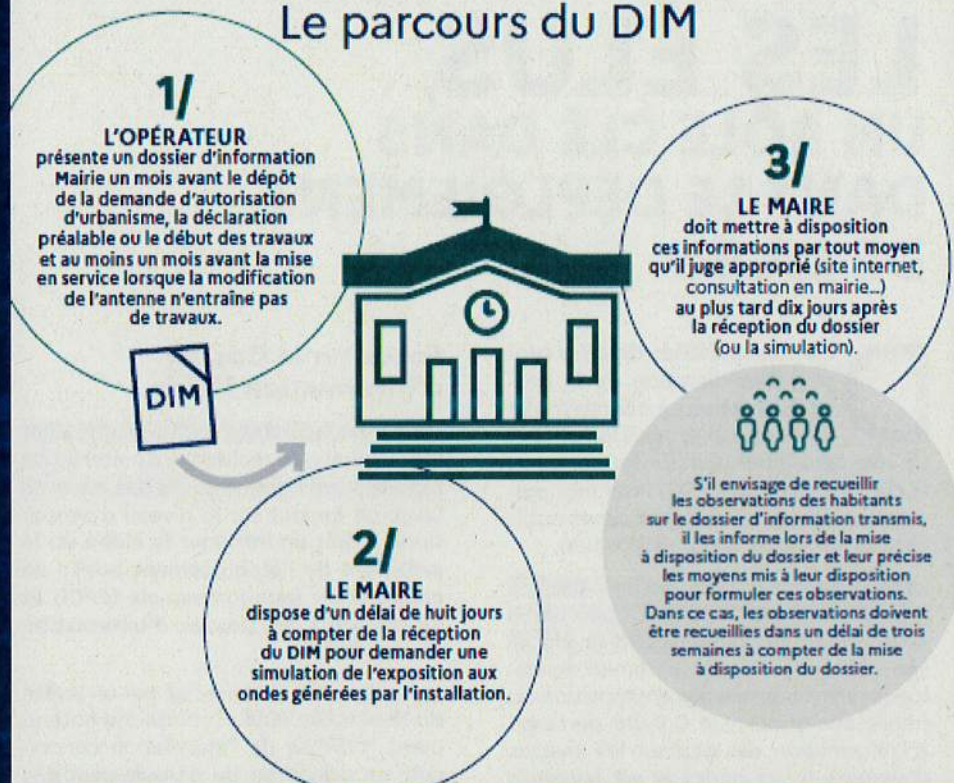 Le parcours du DIM
1/
L'OPÉRATEUR
présente un dossier d'information
Mairie un mois avant le dépôt
de la demande d'autorisation
d'urbanisme, la déclaration
préalable ou le début des travaux
et au moins un mois avant la mise
en service lorsque la modification
de l'antenne n'entraîne pas
de travaux.
DIM
2/
LE MAIRE
dispose d'un délai de huit jours
à compter de la réception
du DIM pour demander une
simulation de l'exposition aux
ondes générées par l'installation.
3/
LE MAIRE
doit mettre à disposition
ces informations par tout moyen
qu'il juge approprié (site internet,
consultation en mairie...)
au plus tard dix jours après
la réception du dossier
(ou la simulation).
S'il envisage de recueillir
les observations des habitants
sur le dossier d'information transmis,
il les informe lors de la mise
à disposition du dossier et leur précise
les moyens mis à leur disposition
pour formuler ces observations.
Dans ce cas, les observations doivent
être recueillies dans un délai de trois
semaines à compter de la mise
à disposition du dossier.